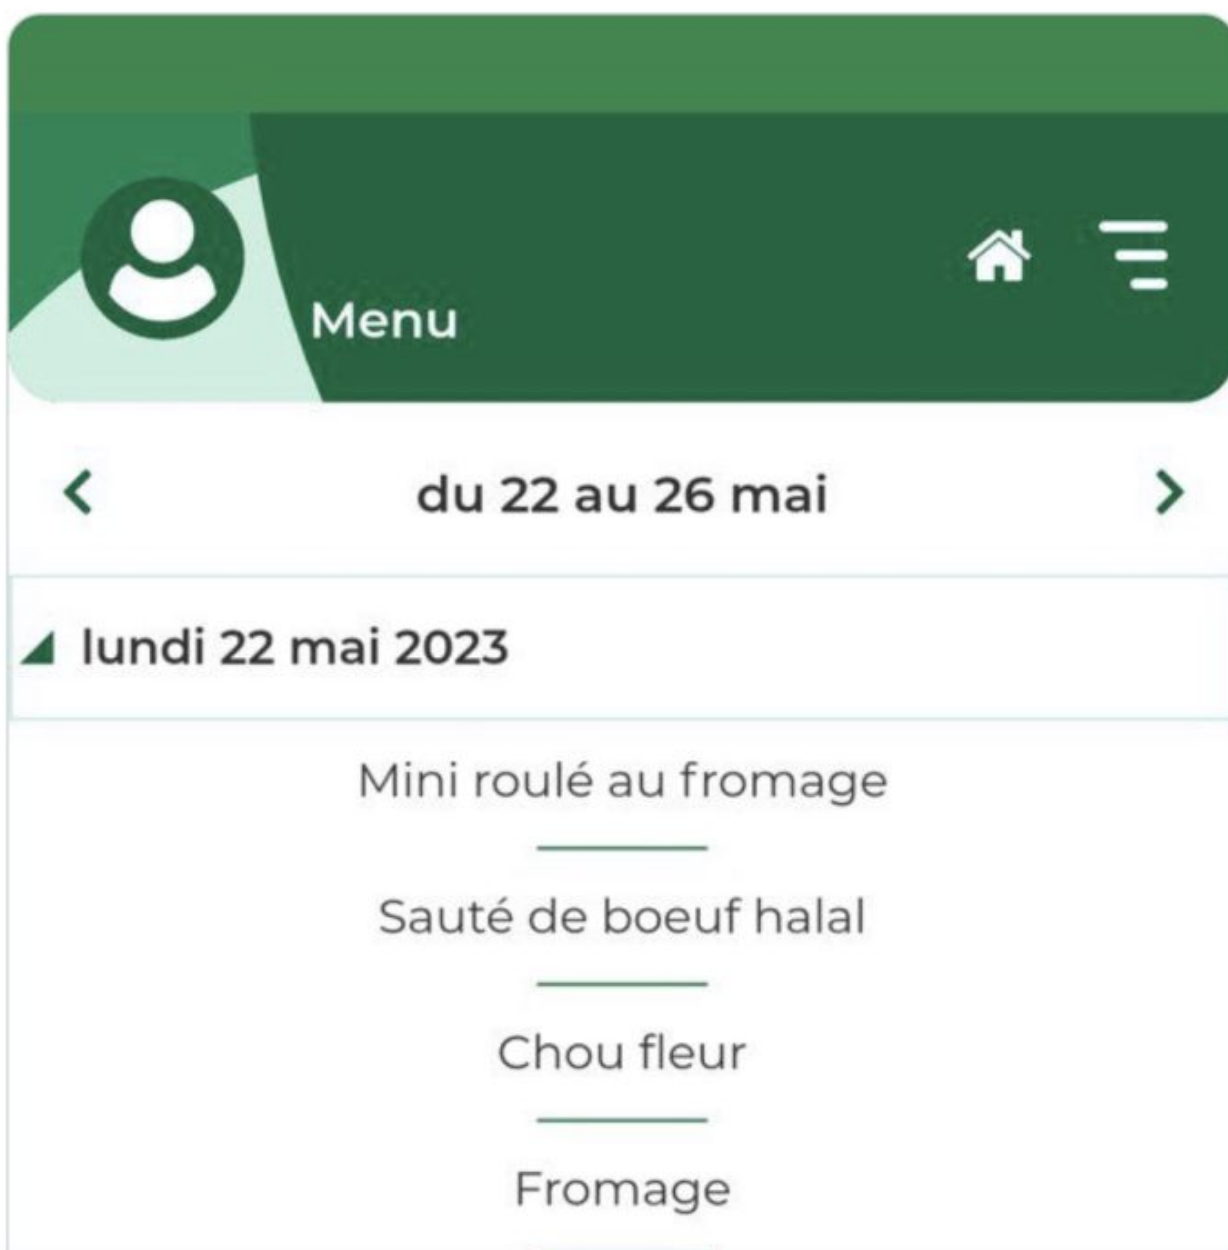 Menu
du 22 au 26 mai
lundi 22 mai 2023
Mini roulé au fromage
Sauté de boeuf halal
Chou fleur
Fromage